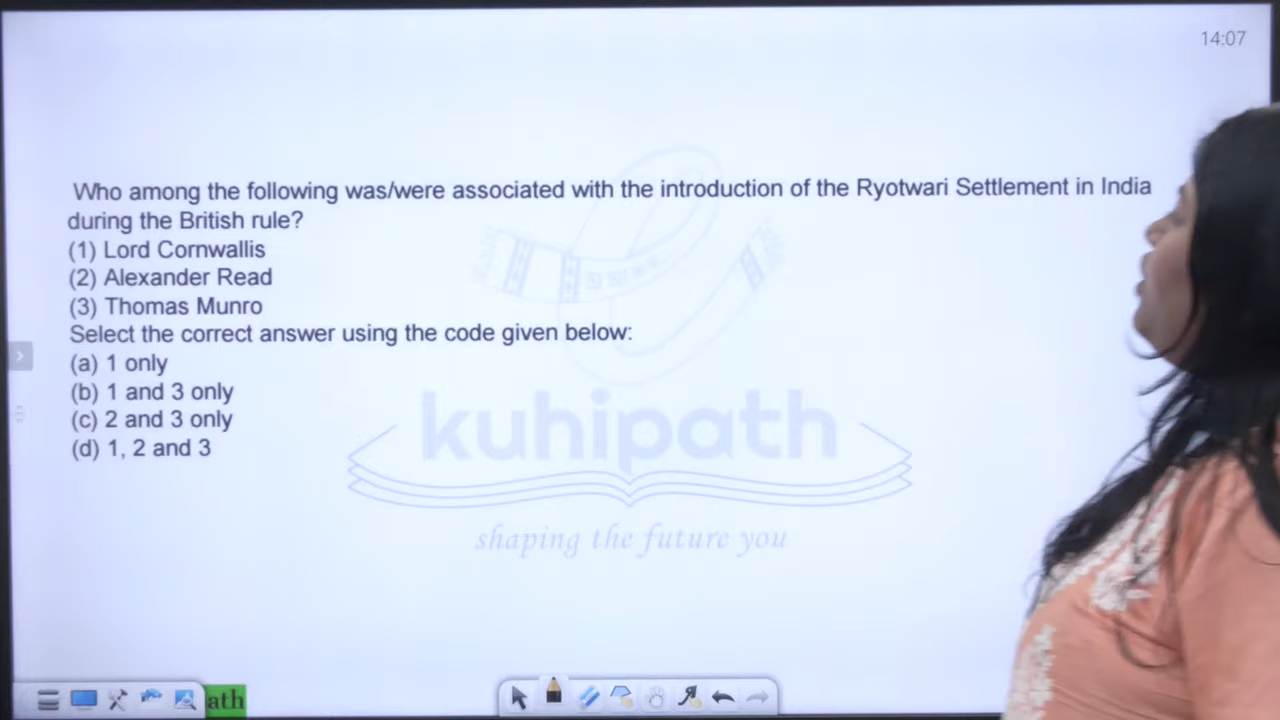 14:07
Who among the following was/were associated with the introduction of the Ryotwari Settlement in India
during the British rule?
(1) Lord Cornwallis
(2) Alexander Read
(3) Thomas Munro
Select the correct answer using the code given below:
(a) 1 only
(b) 1 and 3 only
(c) 2 and 3 only
(d) 1, 2 and 3
kuhipath
shaping the future you
ath